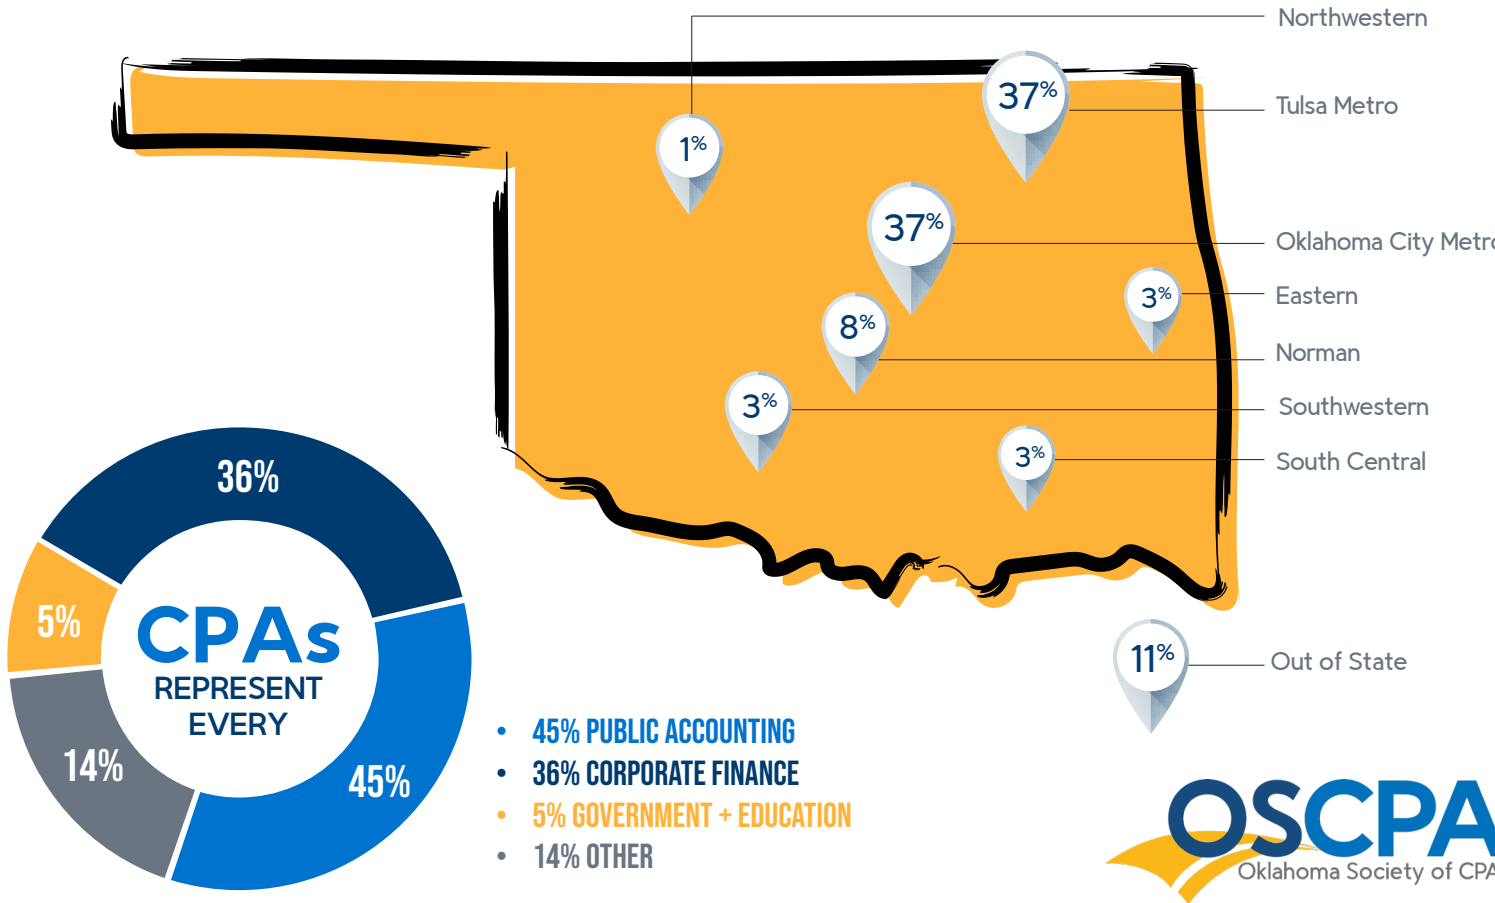 Northwestern
37%
Tulsa Metro
1%
37%
Oklahoma City Metro
3%
Eastern
8%
Norman
3%
Southwestern
3%
South Central
36%
5%
CPAs
REPRESENT
EVERY
14%
45%
11%
Out of State
• 45% PUBLIC ACCOUNTING
• 36% CORPORATE FINANCE
• 5% GOVERNMENT + EDUCATION
• 14% OTHER
OSCPA
Oklahoma Society of CPA